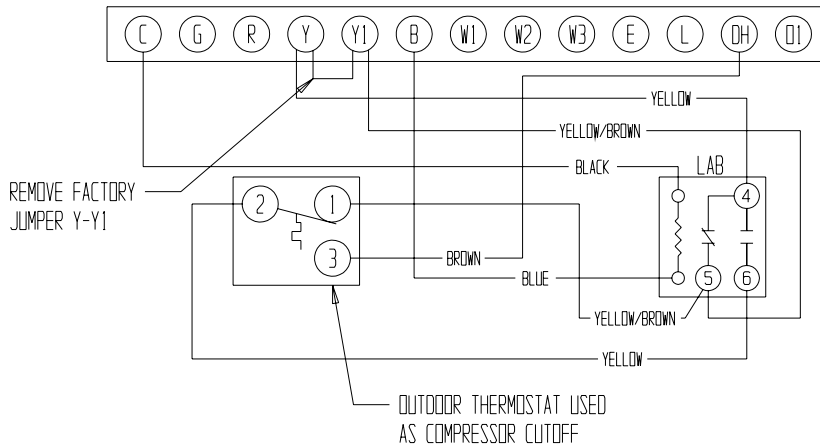 C G R Y Y1 B W1 W2 W3 E L DH O1
YELLOW
YELLOW/BROWN
BLACK
LAB
REMOVE FACTORY
JUMPER Y-Y1
2 1
4
3
BROWN
BLUE
5 6
YELLOW/BROWN
YELLOW
OUTDOOR THERMOSTAT USED
AS COMPRESSOR CUTOFF